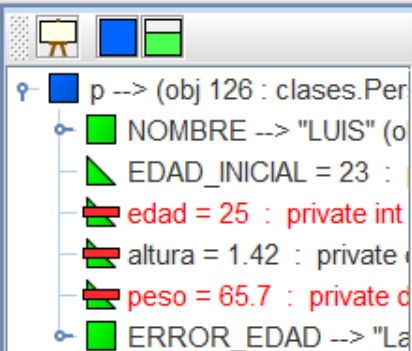 p --> (obj 126 : clases.Per
NOMBRE --> "LUIS" (o
EDAD_INICIAL = 23 :
edad = 25 : private int
altura = 1.42 : private
peso = 65.7 : private d
ERROR_EDAD --> "La